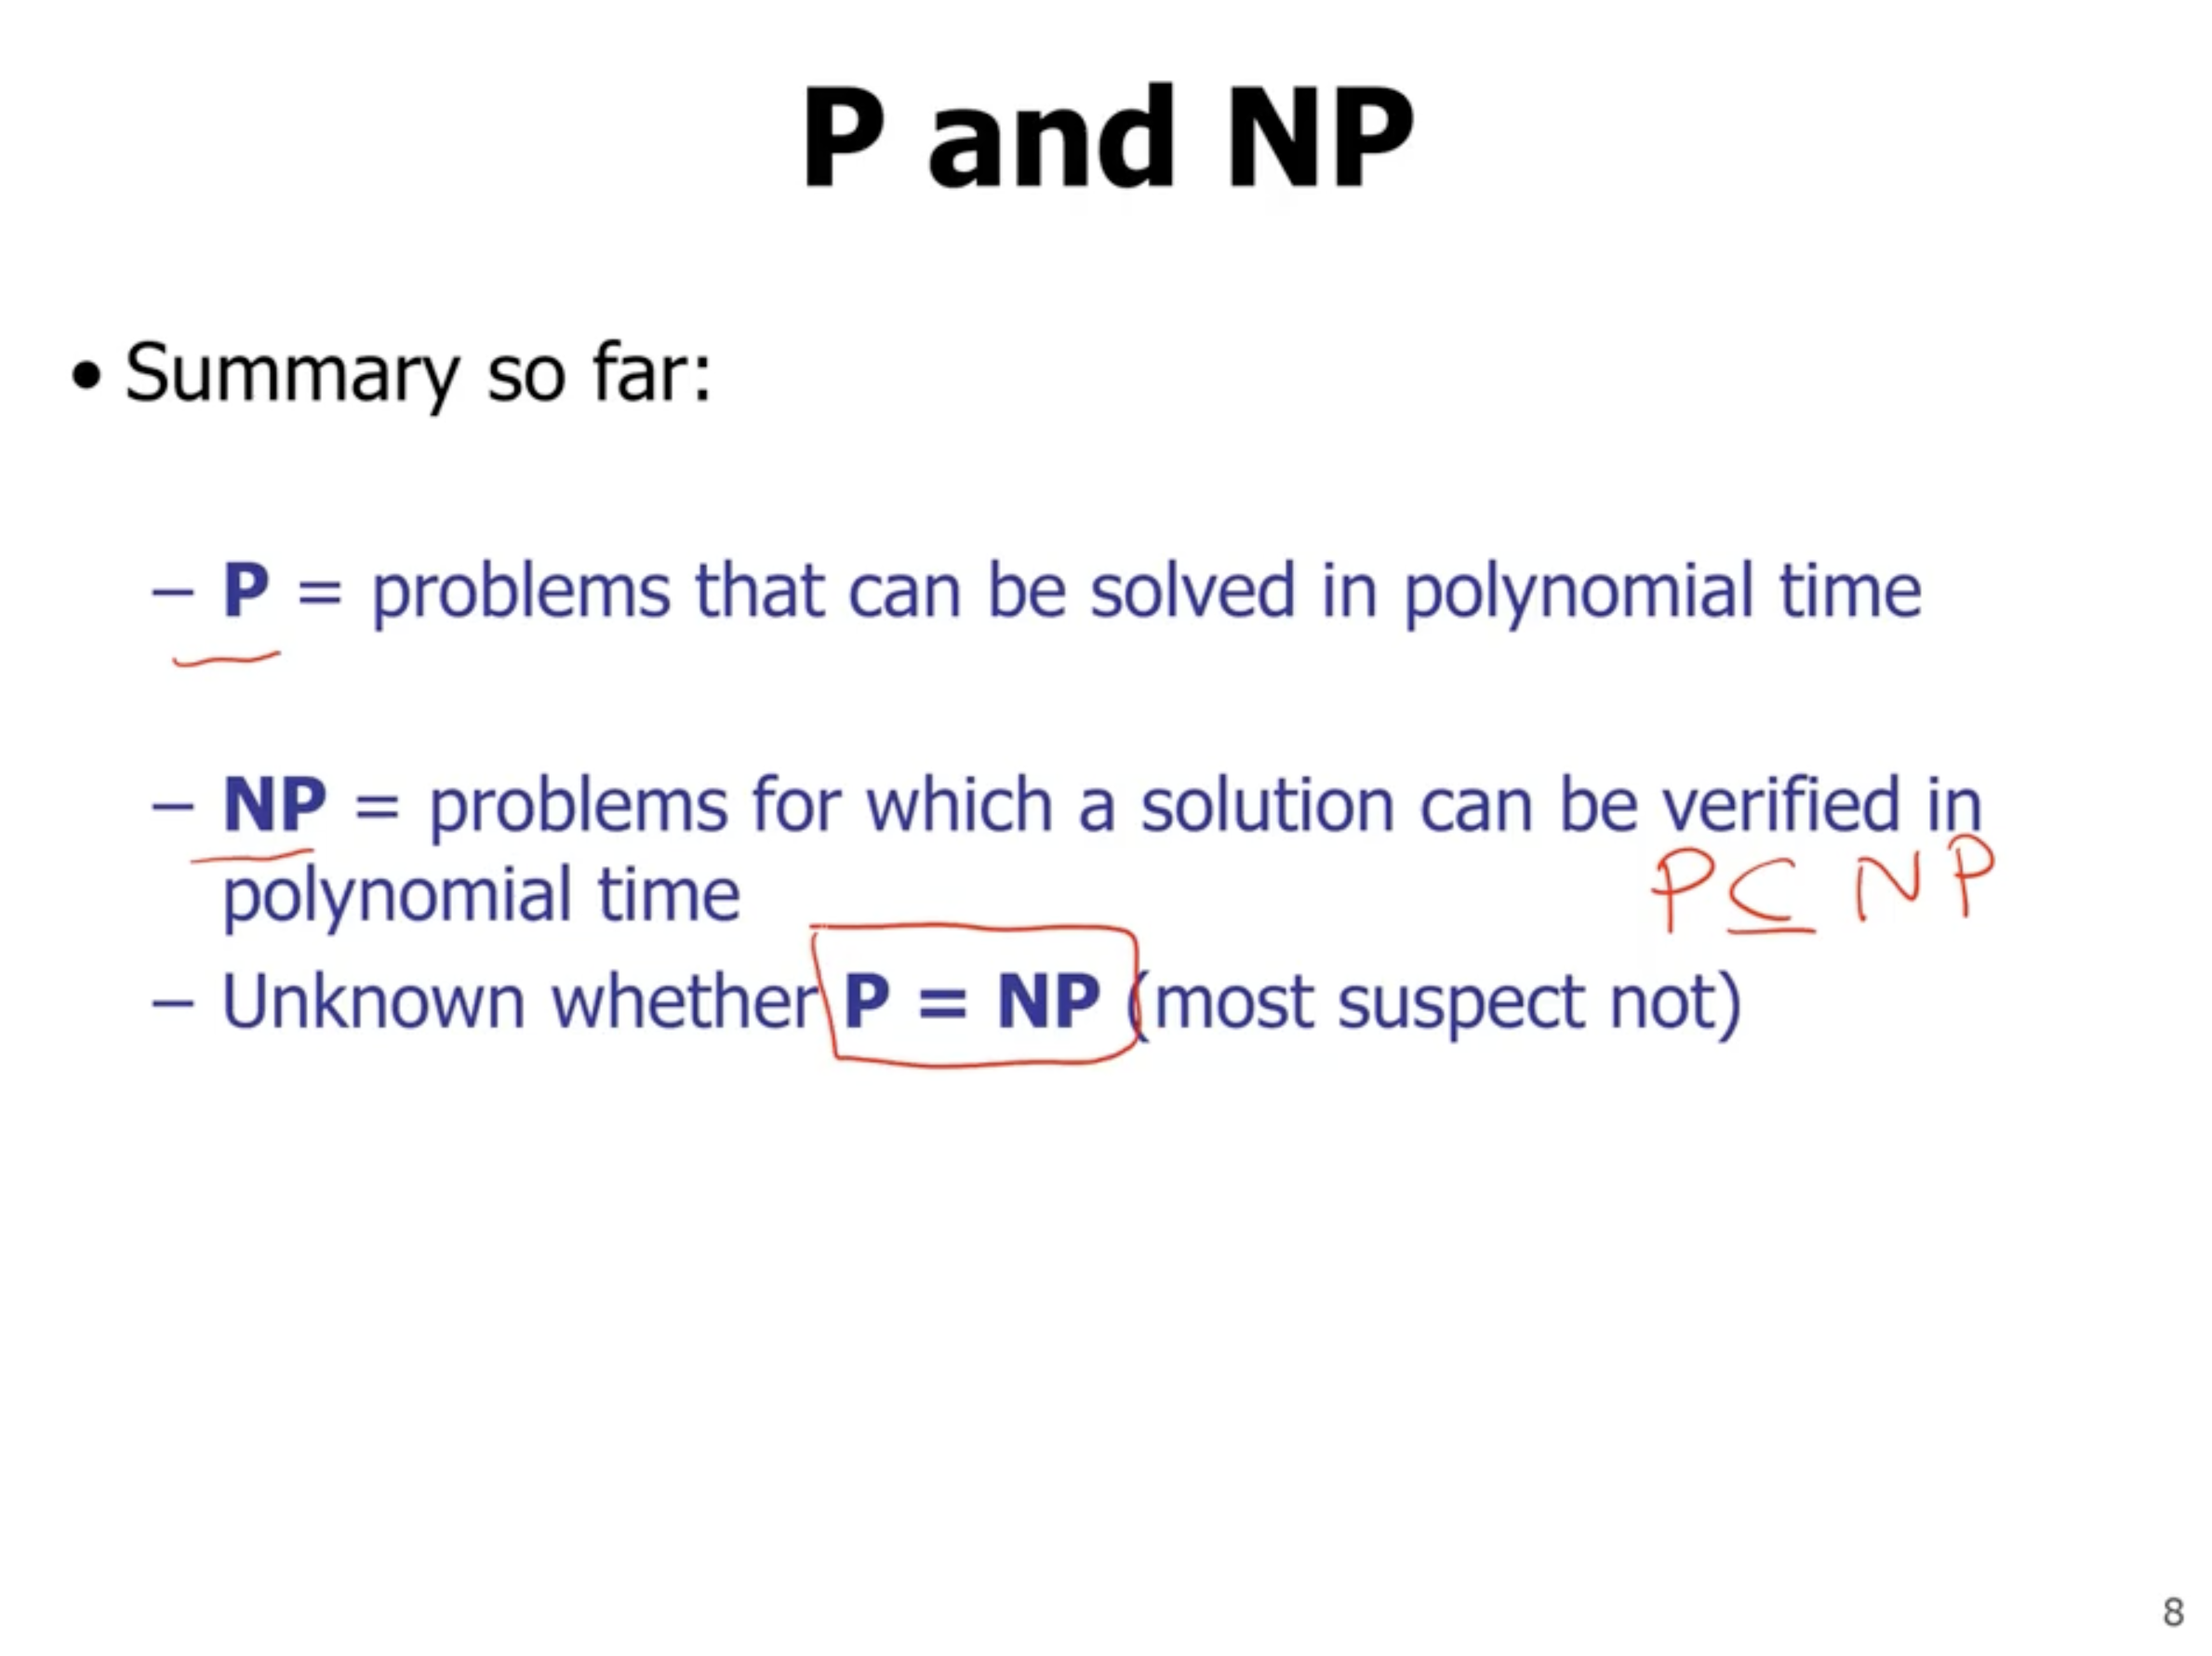 P and NP
• Summary so far:
– P = problems that can be solved in polynomial time
– NP = problems for which a solution can be verified in
polynomial time
P ⊆ NP
– Unknown whether P = NP (most suspect not)
8